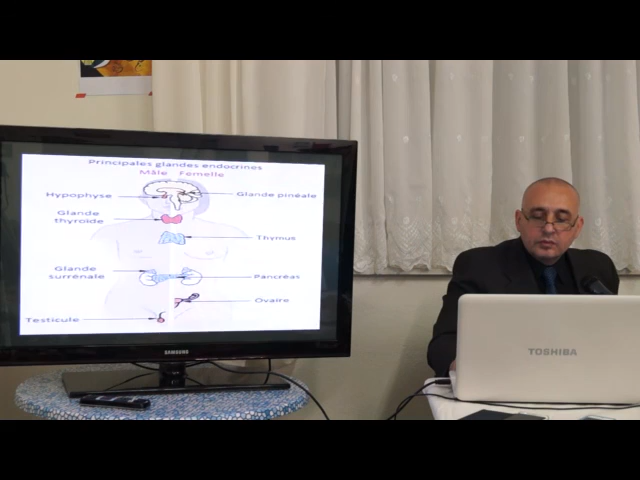 Principales glandes endocrines
Mâle Femelle
Hypophyse
Glande pinéale
Glande
thyroïde
Thymus
Glande
surrénale
Pancréas
Ovaire
Testicule
SAMSUNG
TOSHIBA